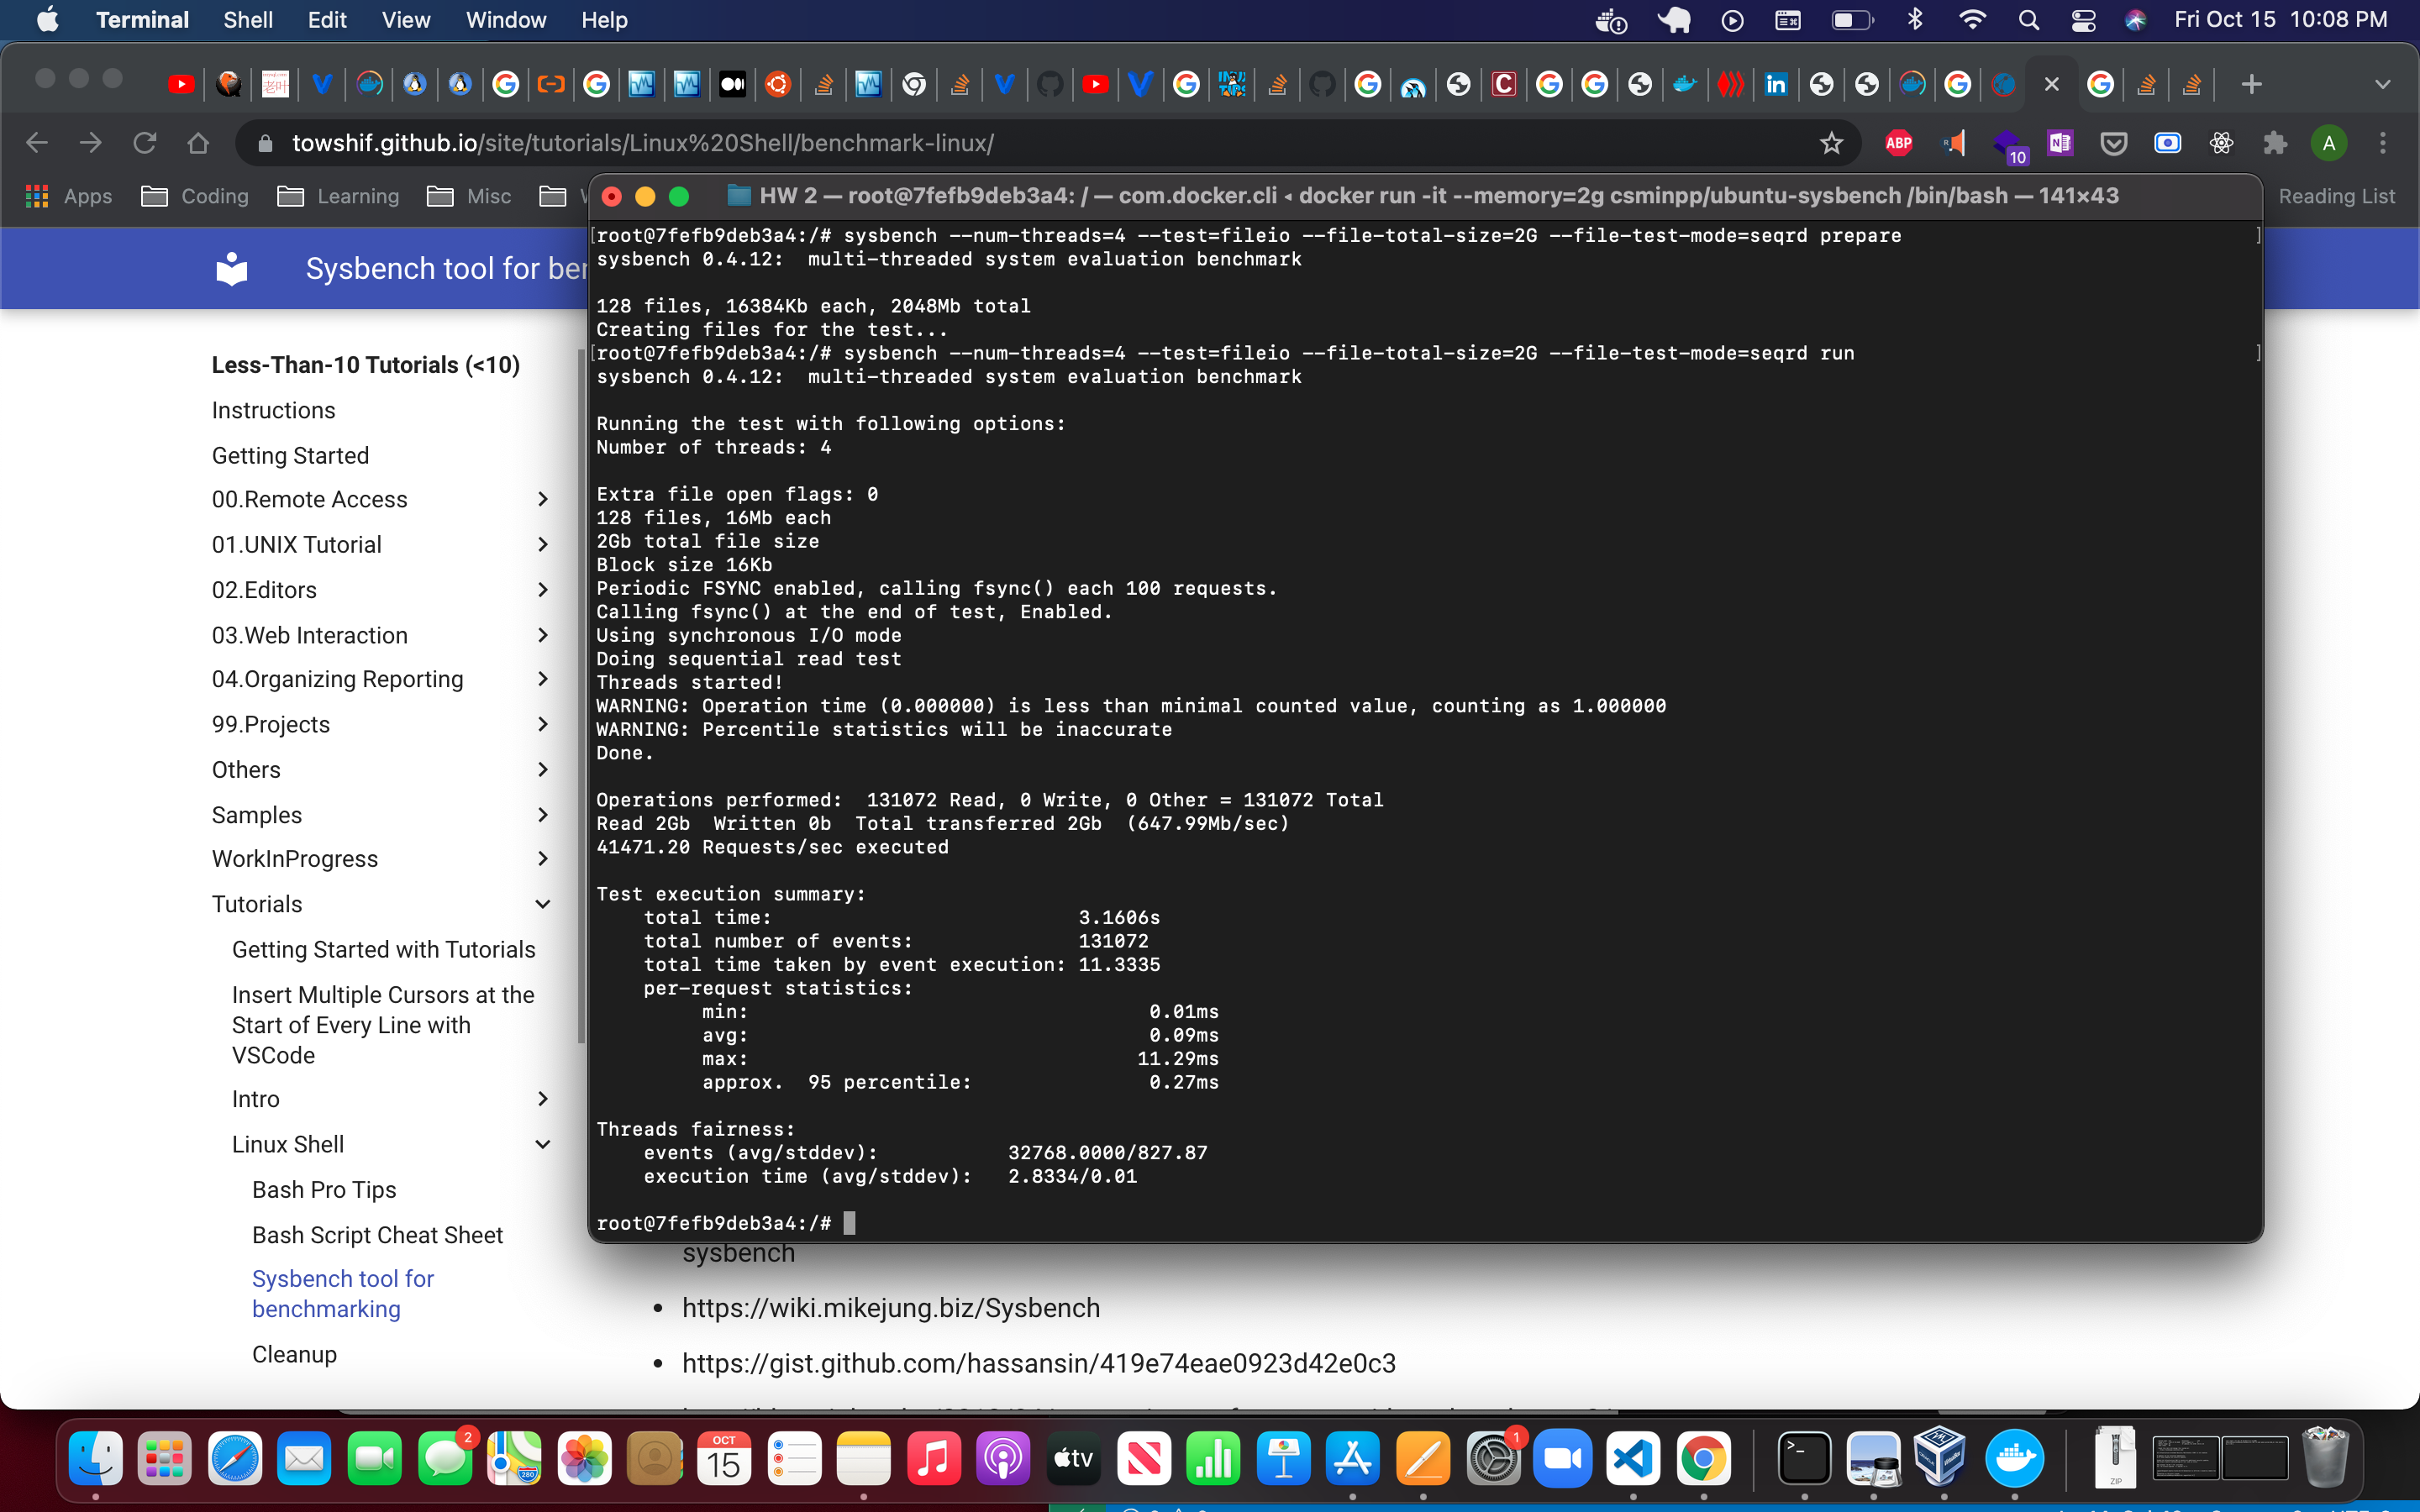 Terminal Shell Edit View Window Help Fri Oct 15 10:08 PM
towshif.github.io/site/tutorials/Linux%20Shell/benchmark-linux/
ABP
10
A
Apps Coding Learning Misc Reading List
HW 2 — root@7fefb9deb3a4: / — com.docker.cli ◂ docker run -it --memory=2g csminpp/ubuntu-sysbench /bin/bash — 141×43
Sysbench tool for ber
Less-Than-10 Tutorials (<10)
Instructions
Getting Started
00.Remote Access
01.UNIX Tutorial
02.Editors
03.Web Interaction
04.Organizing Reporting
99.Projects
Others
Samples
WorkInProgress
Tutorials
Getting Started with Tutorials
Insert Multiple Cursors at the
Start of Every Line with
VSCode
Intro
Linux Shell
Bash Pro Tips
Bash Script Cheat Sheet
Sysbench tool for
benchmarking
Cleanup
[root@7fefb9deb3a4:/# sysbench --num-threads=4 --test=fileio --file-total-size=2G --file-test-mode=seqrd prepare ]
sysbench 0.4.12:  multi-threaded system evaluation benchmark
128 files, 16384Kb each, 2048Mb total
Creating files for the test...
[root@7fefb9deb3a4:/# sysbench --num-threads=4 --test=fileio --file-total-size=2G --file-test-mode=seqrd run ]
sysbench 0.4.12:  multi-threaded system evaluation benchmark
Running the test with following options:
Number of threads: 4
Extra file open flags: 0
128 files, 16Mb each
2Gb total file size
Block size 16Kb
Periodic FSYNC enabled, calling fsync() each 100 requests.
Calling fsync() at the end of test, Enabled.
Using synchronous I/O mode
Doing sequential read test
Threads started!
WARNING: Operation time (0.000000) is less than minimal counted value, counting as 1.000000
WARNING: Percentile statistics will be inaccurate
Done.
Operations performed:  131072 Read, 0 Write, 0 Other = 131072 Total
Read 2Gb  Written 0b  Total transferred 2Gb  (647.99Mb/sec)
41471.20 Requests/sec executed
Test execution summary:
total time: 3.1606s
total number of events: 131072
total time taken by event execution: 11.3335
per-request statistics:
min: 0.01ms
avg: 0.09ms
max: 11.29ms
approx.  95 percentile: 0.27ms
Threads fairness:
events (avg/stddev): 32768.0000/827.87
execution time (avg/stddev): 2.8334/0.01
root@7fefb9deb3a4:/#
sysbench
• https://wiki.mikejung.biz/Sysbench
• https://gist.github.com/hassansin/419e74eae0923d42e0c3
2
280
OCT
15
tv
1
ZIP